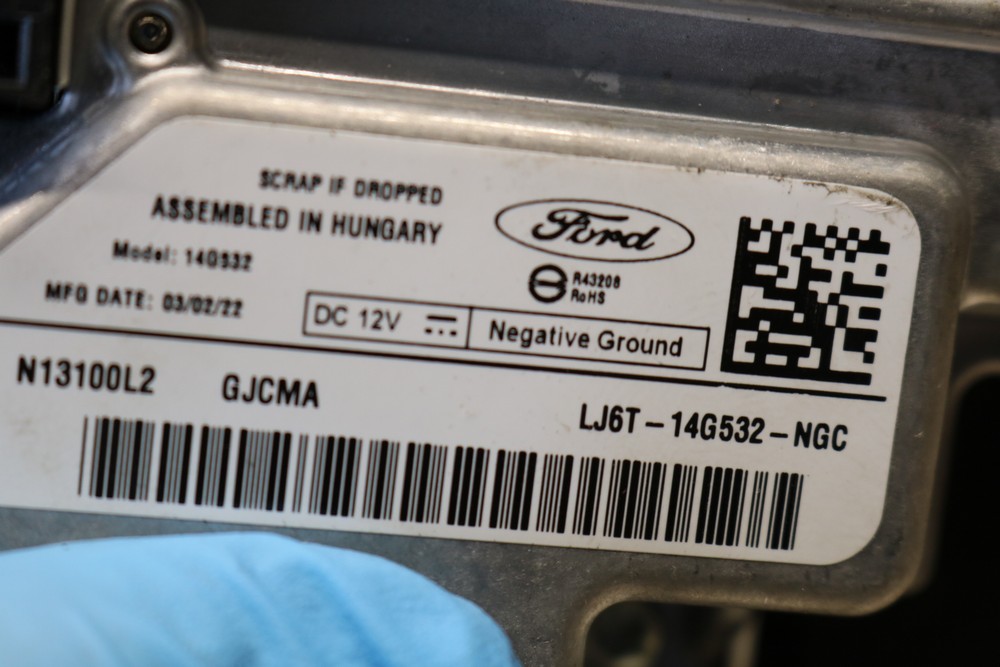 SCRAP IF DROPPED
ASSEMBLED IN HUNGARY
Model: 14G532
MFG DATE: 03/02/22
Ford
R43208
RoHS
DC 12V
Negative Ground
N13100L2 GJCMA
LJ6T-14G532-NGC